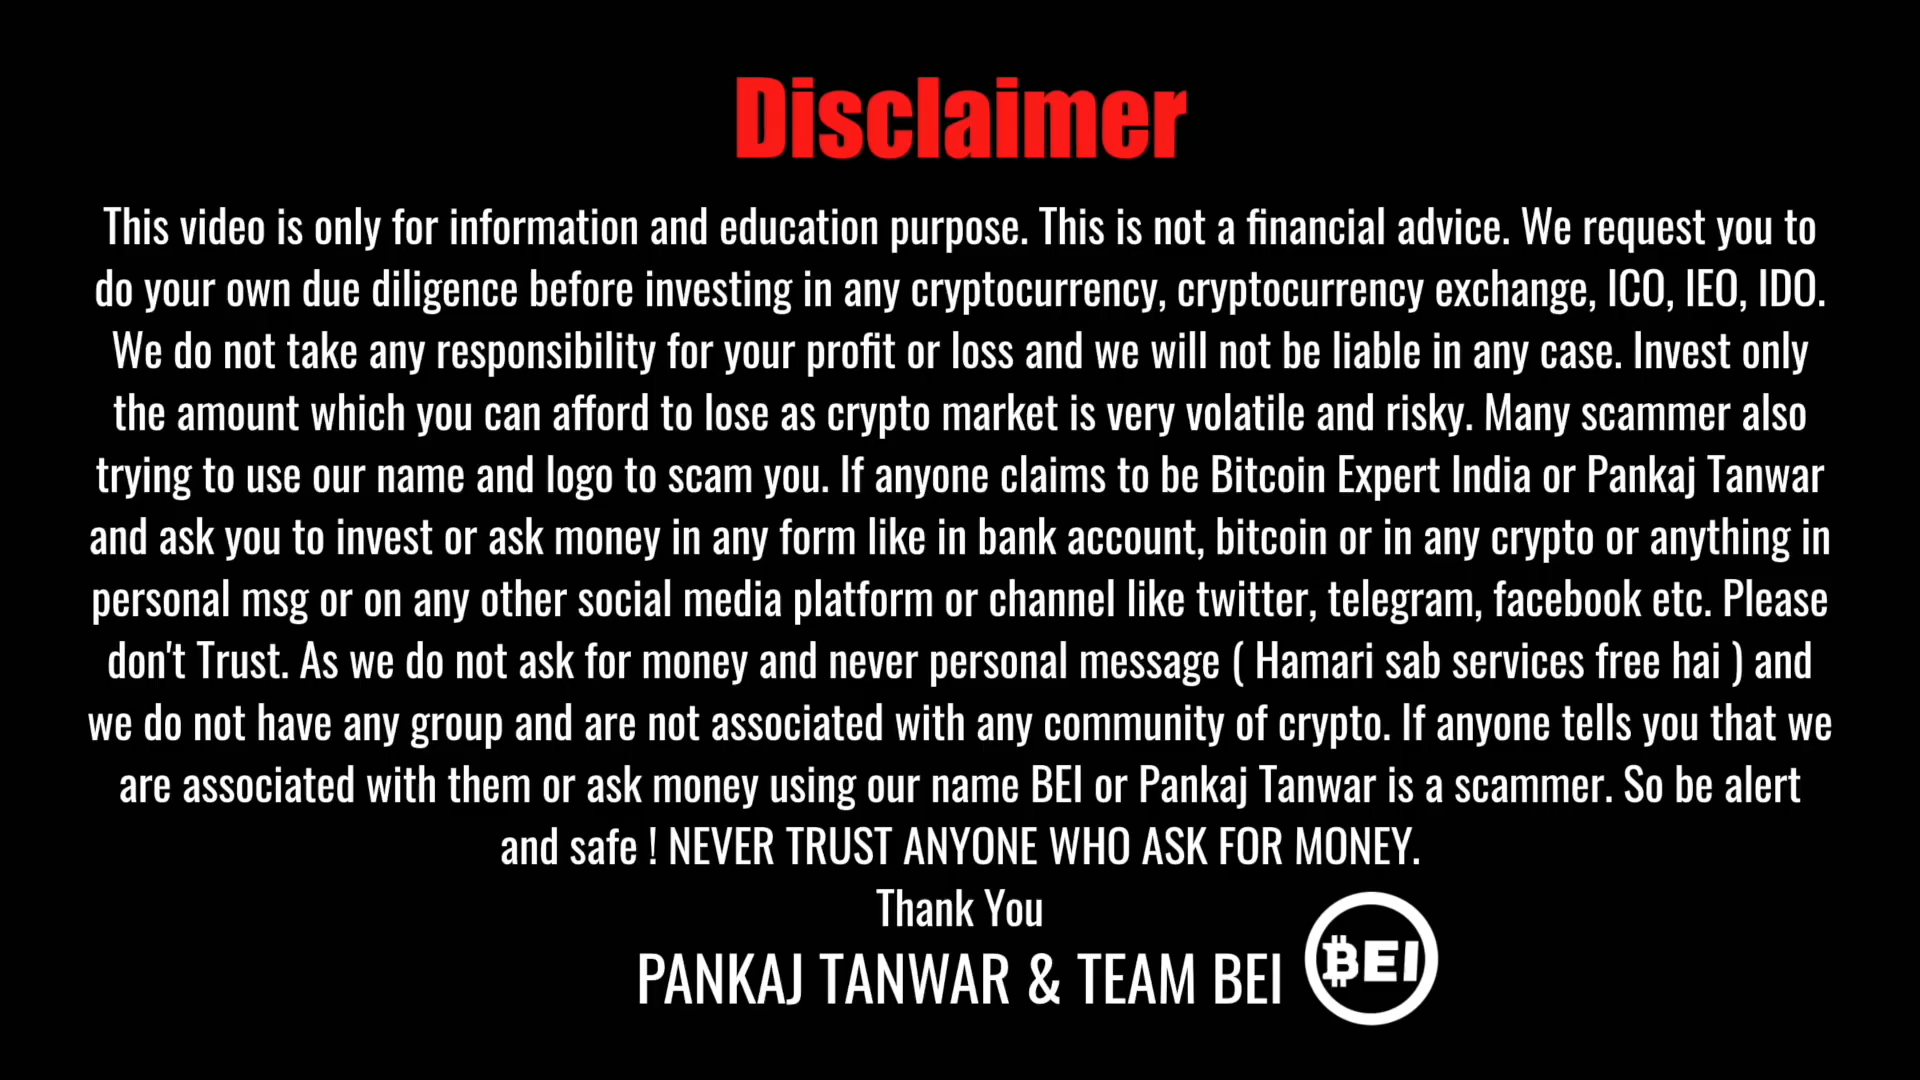 Disclaimer
This video is only for information and education purpose. This is not a financial advice. We request you to
do your own due diligence before investing in any cryptocurrency, cryptocurrency exchange, ICO, IEO, IDO.
We do not take any responsibility for your profit or loss and we will not be liable in any case. Invest only
the amount which you can afford to lose as crypto market is very volatile and risky. Many scammer also
trying to use our name and logo to scam you. If anyone claims to be Bitcoin Expert India or Pankaj Tanwar
and ask you to invest or ask money in any form like in bank account, bitcoin or in any crypto or anything in
personal msg or on any other social media platform or channel like twitter, telegram, facebook etc. Please
don't Trust. As we do not ask for money and never personal message ( Hamari sab services free hai ) and
we do not have any group and are not associated with any community of crypto. If anyone tells you that we
are associated with them or ask money using our name BEI or Pankaj Tanwar is a scammer. So be alert
and safe ! NEVER TRUST ANYONE WHO ASK FOR MONEY.
Thank You
PANKAJ TANWAR & TEAM BEI
BEI